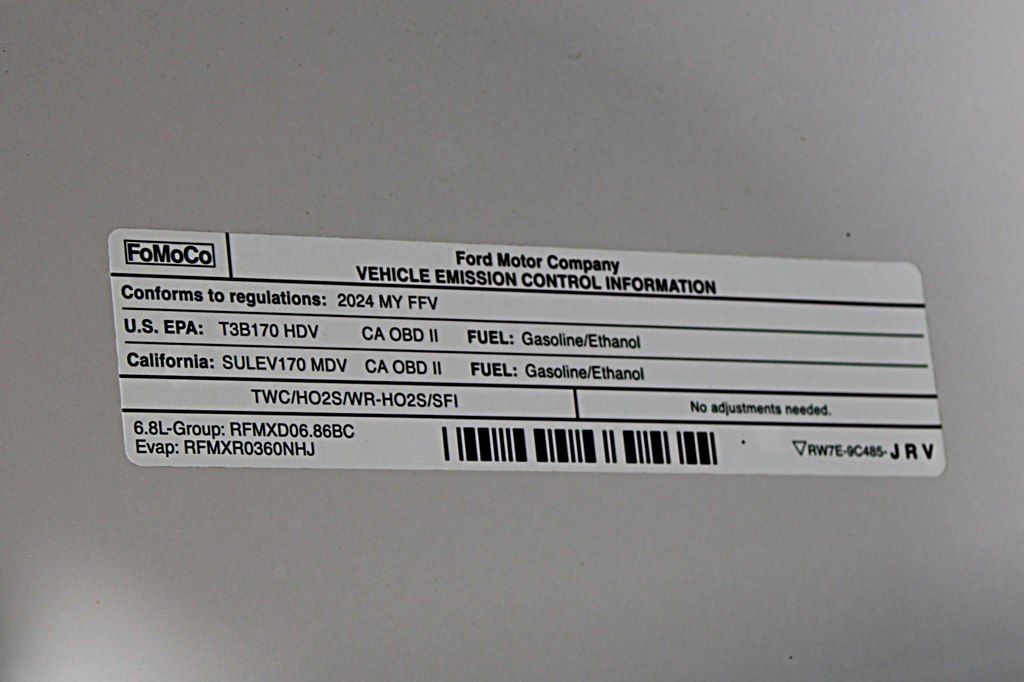 FoMoCo
Ford Motor Company
VEHICLE EMISSION CONTROL INFORMATION
Conforms to regulations: 2024 MY FFV
U.S. EPA: T3B170 HDV CA OBD II FUEL: Gasoline/Ethanol
California: SULEV170 MDV CA OBD II FUEL: Gasoline/Ethanol
TWC/HO2S/WR-HO2S/SFI No adjustments needed.
6.8L-Group: RFMXD06.86BC
Evap: RFMXR0360NHJ
RW7E-9C485- J R V